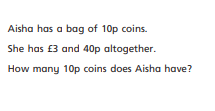 Aisha has a bag of 10p coins.
She has £3 and 40p altogether.
How many 10p coins does Aisha have?